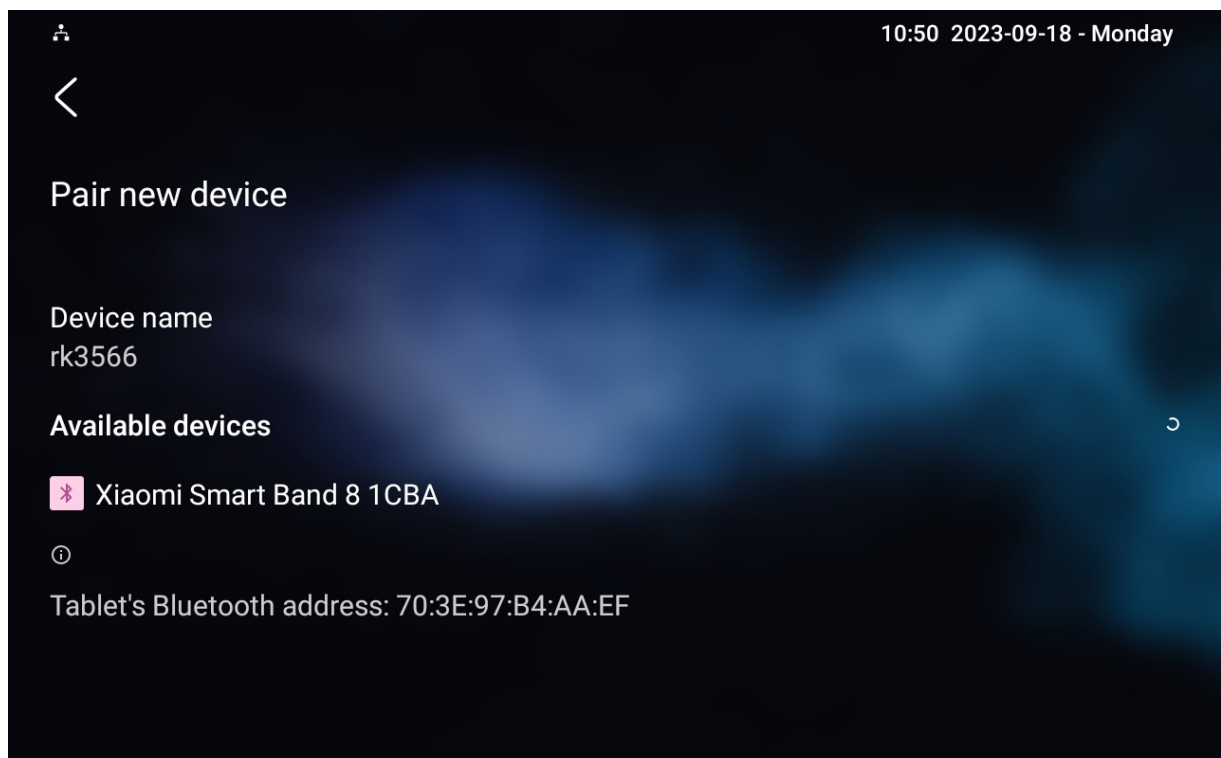 10:50 2023-09-18 - Monday
Pair new device
Device name
rk3566
Available devices
Xiaomi Smart Band 8 1CBA
Tablet's Bluetooth address: 70:3E:97:B4:AA:EF